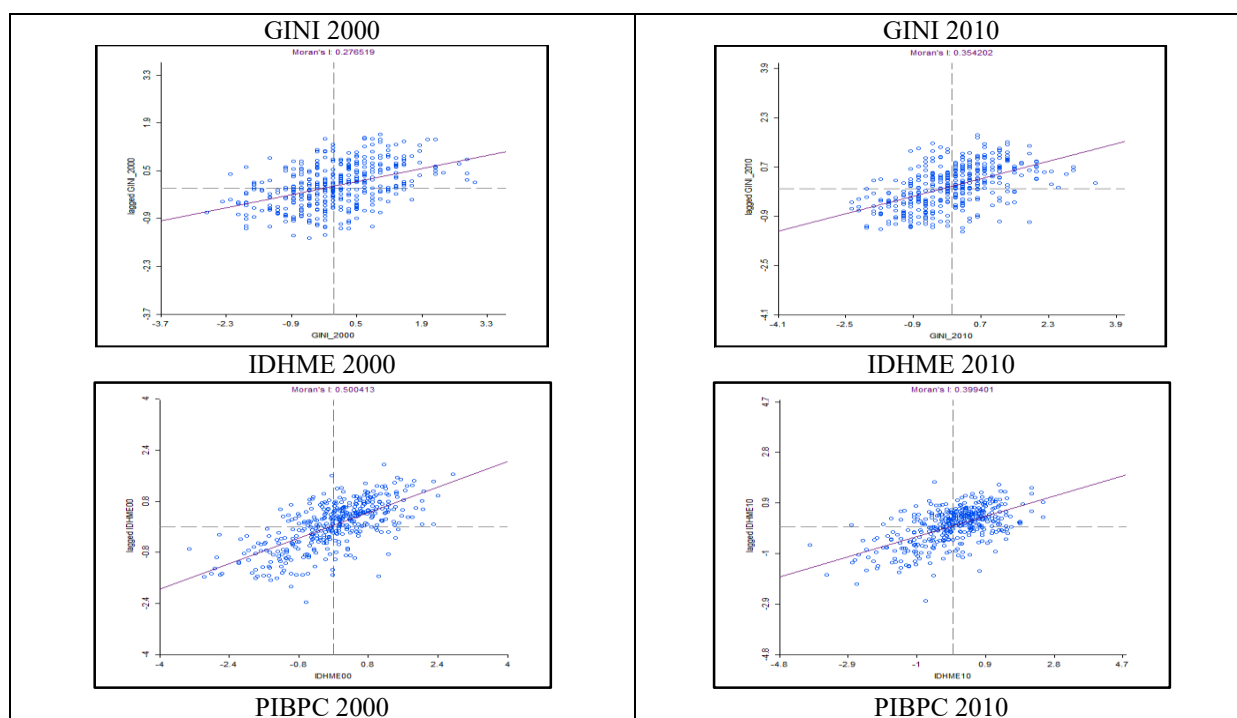 GINI 2000
GINI 2010
Moran's I: 0.276519
lagged GINI_2000
3.3
1.9
0.5
-0.9
-2.3
-3.7
-3.7 -2.3 -0.9 0.5 1.9 3.3
GINI_2000
Moran's I: 0.354202
lagged GINI_2010
3.9
2.3
0.7
-0.9
-2.5
-4.1
-4.1 -2.5 -0.9 0.7 2.3 3.9
GINI_2010
IDHME 2000
IDHME 2010
Moran's I: 0.500413
lagged IDHME00
4
2.4
0.8
-0.8
-2.4
-4
-4 -2.4 -0.8 0.8 2.4 4
IDHME00
Moran's I: 0.399401
lagged IDHME10
4.7
2.8
0.9
-1
-2.9
-4.8
-4.8 -2.9 -1 0.9 2.8 4.7
IDHME10
PIBPC 2000
PIBPC 2010